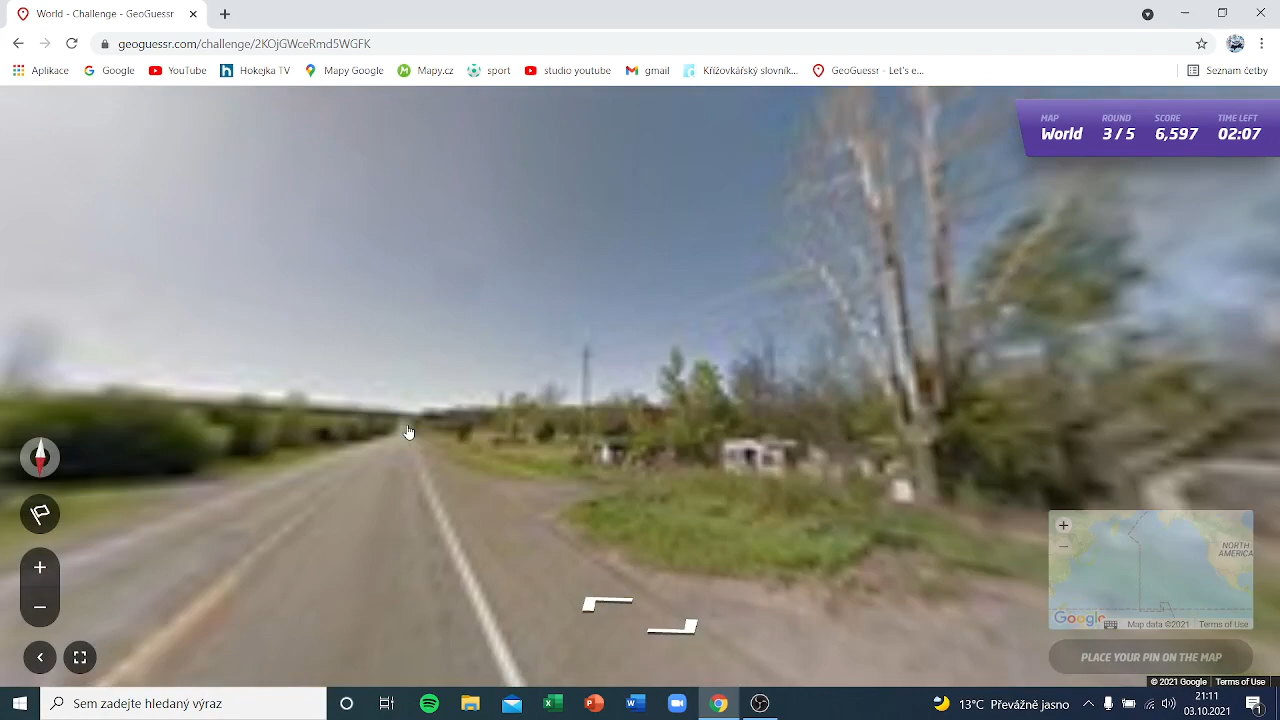 World - Challenge - GeoGuessr
geoguessr.com/challenge/2KOjGWceRmd5WGFK
Aplikace
Google
YouTube
Hokejka TV
Mapy Google
Mapy.cz
sport
studio youtube
gmail
Křížovkářský slovní...
GeoGuessr - Let's e...
Seznam četby
MAP
World
ROUND
3 / 5
SCORE
6,597
TIME LEFT
02:07
NORTH
AMERICA
Google
Map data ©2021
Terms of Use
PLACE YOUR PIN ON THE MAP
© 2021 Google
Terms of Use
Sem zadejte hledaný výraz
13°C Převážně jasno
21:11
03.10.2021